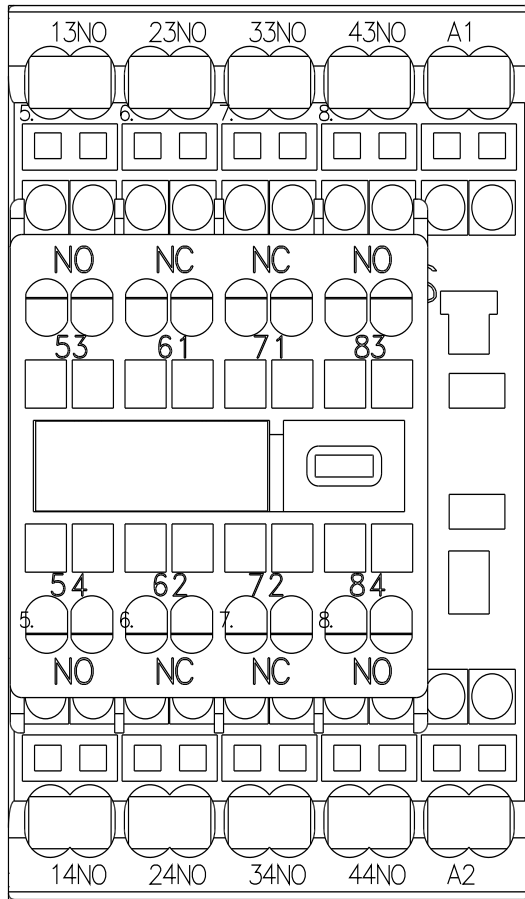 13NO 23NO 33NO 43NO A1
5. 6. 7. 8.
NO NC NC NO
53 61 71 83
54 62 72 84
5. 6. 7. 8.
NO NC NC NO
14NO 24NO 34NO 44NO A2